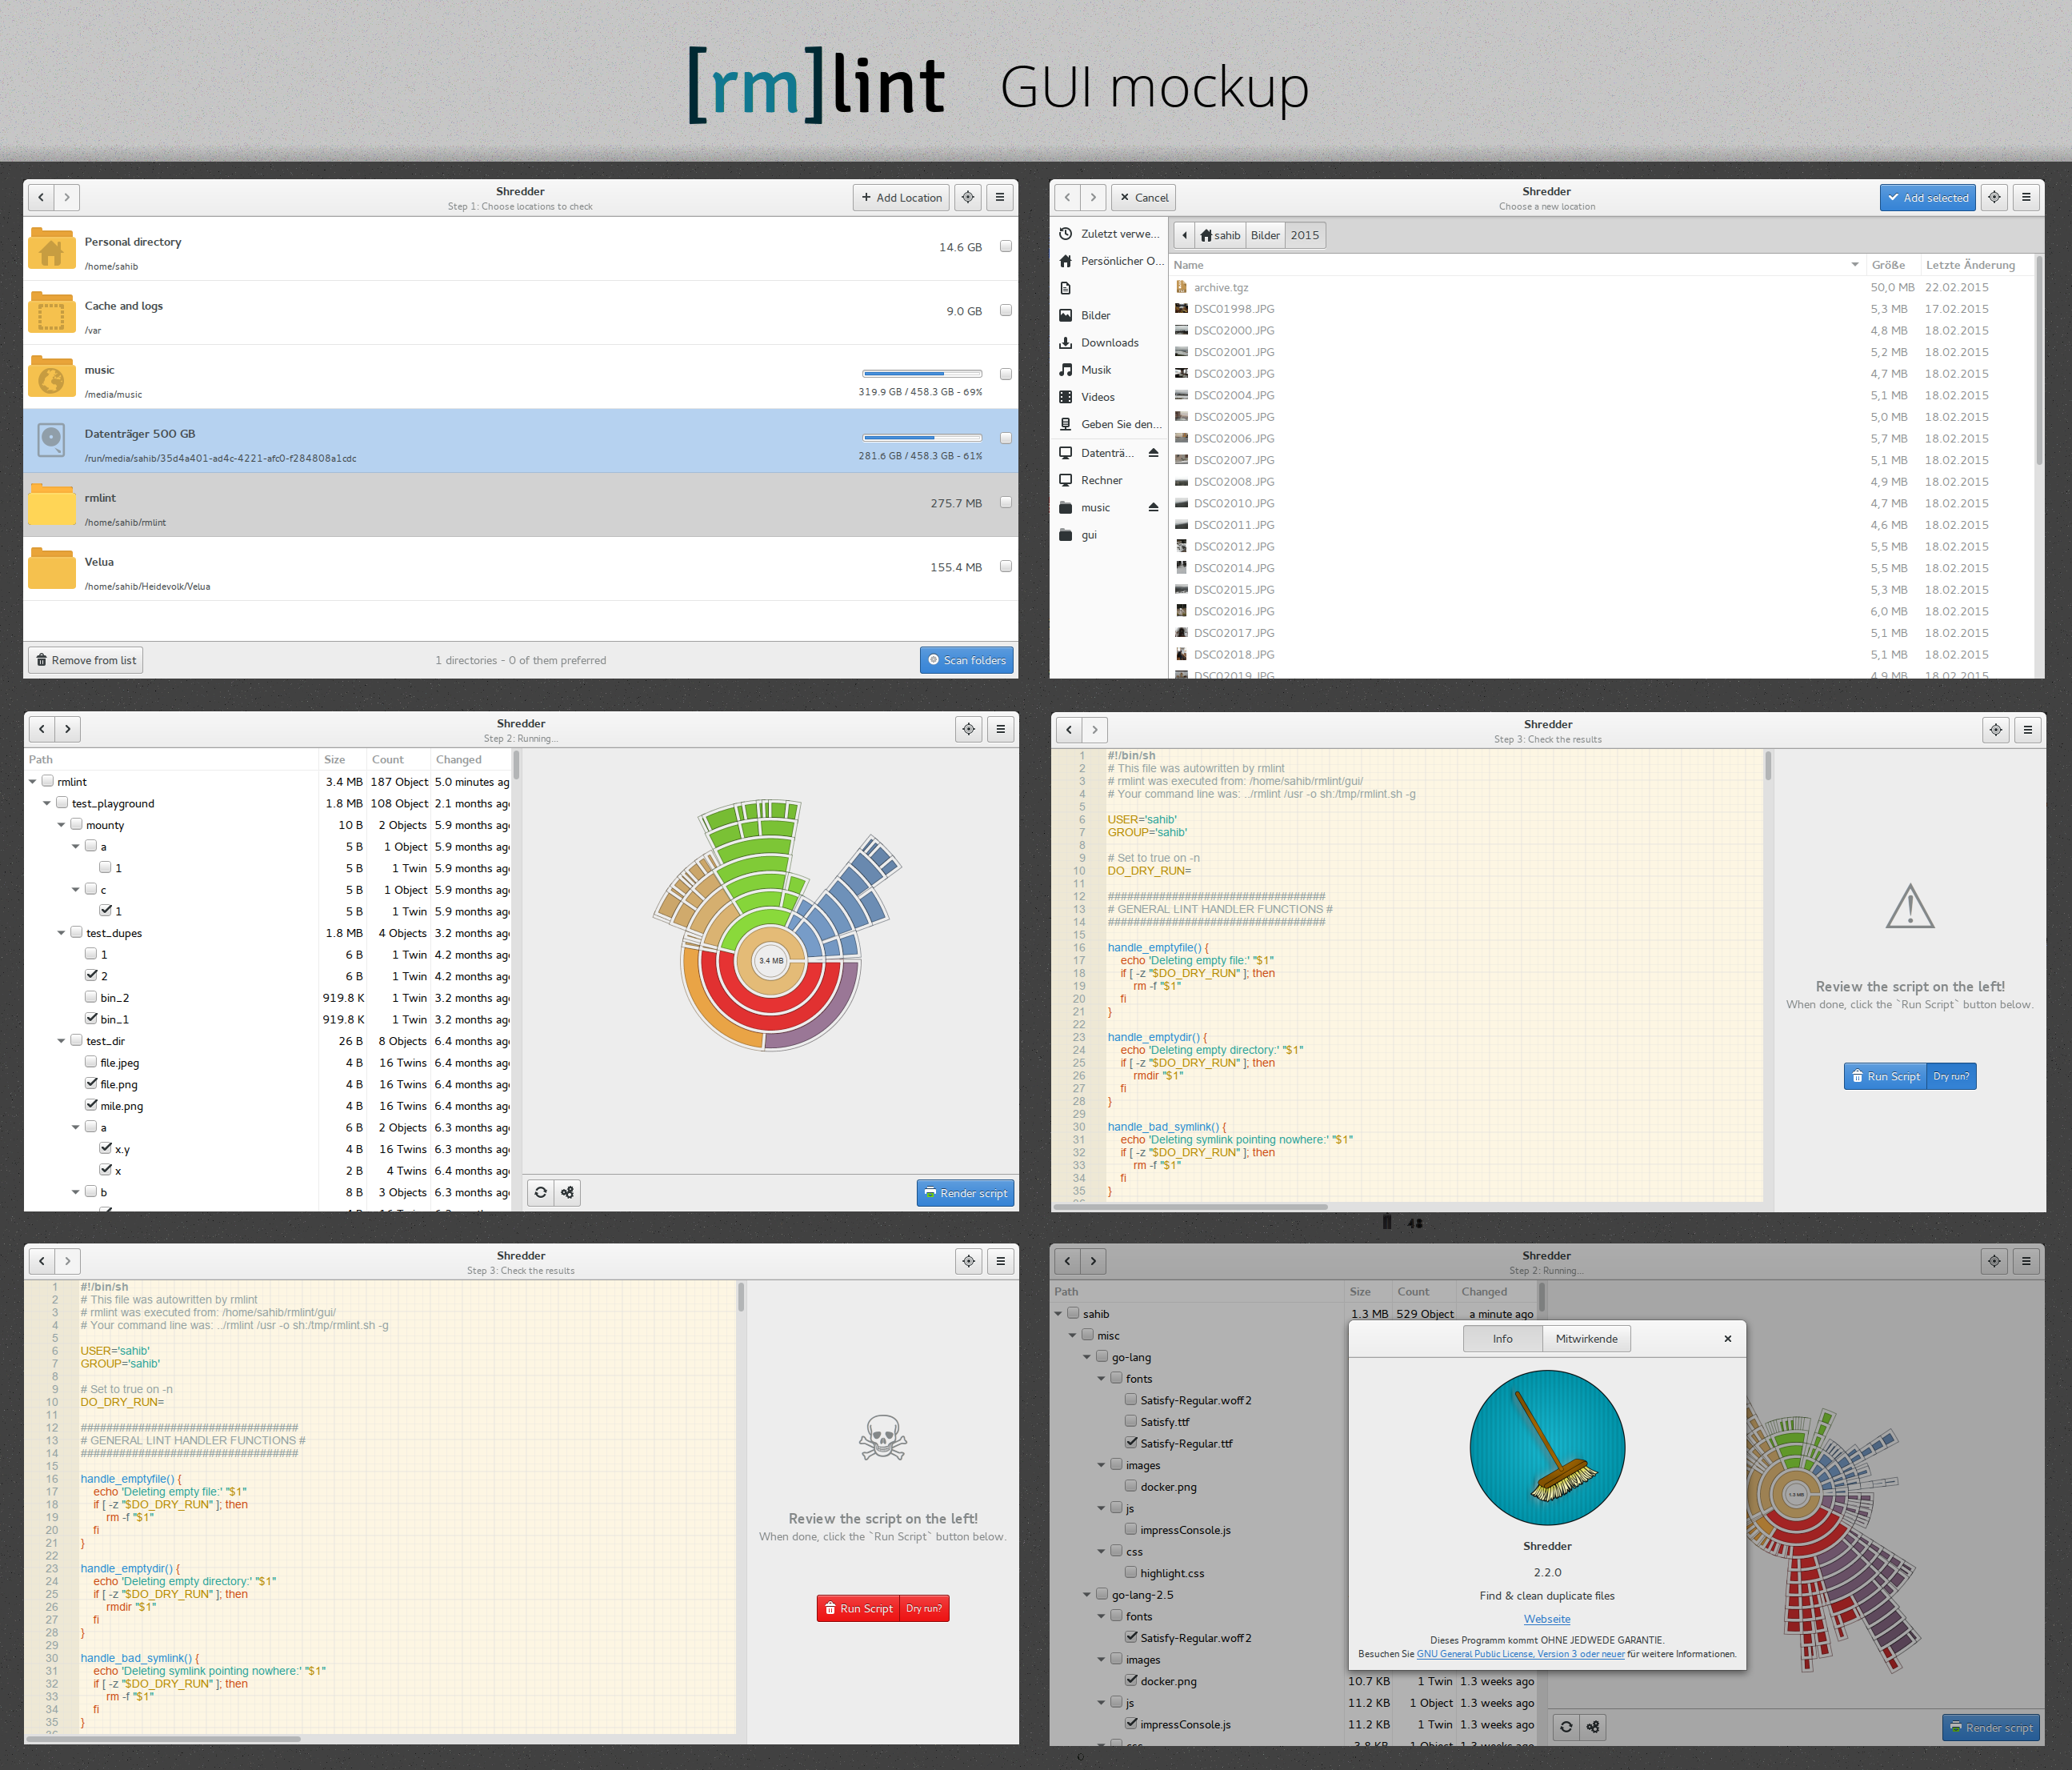 [rm]lint GUI mockup
Shredder
Step 1: Choose locations to check
Add Location
Personal directory
/home/sahib
14.6 GB
Cache and logs
/var
9.0 GB
music
/media/music
319.9 GB / 458.3 GB - 69%
Datenträger 500 GB
/run/media/sahib/35d4a401-ad4c-4221-afc0-f284808a1cdc
281.6 GB / 458.3 GB - 61%
rmlint
/home/sahib/rmlint
275.7 MB
Velua
/home/sahib/Heidevolk/Velua
155.4 MB
Remove from list
1 directories - 0 of them preferred
Scan folders
Cancel
Shredder
Choose a new location
Add selected
Zuletzt verwe...
Persönlicher O...
Bilder
Downloads
Musik
Videos
Geben Sie den...
Datenträ...
Rechner
music
gui
sahib Bilder 2015
Name Größe Letzte Änderung
archive.tgz 50,0 MB 22.02.2015
DSC01998.JPG 5,3 MB 17.02.2015
DSC02000.JPG 4,8 MB 18.02.2015
DSC02001.JPG 5,2 MB 18.02.2015
DSC02003.JPG 4,7 MB 18.02.2015
DSC02004.JPG 5,1 MB 18.02.2015
DSC02005.JPG 5,0 MB 18.02.2015
DSC02006.JPG 5,7 MB 18.02.2015
DSC02007.JPG 5,1 MB 18.02.2015
DSC02008.JPG 4,9 MB 18.02.2015
DSC02010.JPG 4,7 MB 18.02.2015
DSC02011.JPG 4,6 MB 18.02.2015
DSC02012.JPG 5,5 MB 18.02.2015
DSC02014.JPG 5,5 MB 18.02.2015
DSC02015.JPG 5,3 MB 18.02.2015
DSC02016.JPG 6,0 MB 18.02.2015
DSC02017.JPG 5,1 MB 18.02.2015
DSC02018.JPG 5,1 MB 18.02.2015
DSC02019.JPG 4,9 MB 18.02.2015
Shredder
Step 2: Running...
Path Size Count Changed
rmlint 3.4 MB 187 Object 5.0 minutes ag
test_playground 1.8 MB 108 Object 2.1 months ag
mounty 10 B 2 Objects 5.9 months ag
a 5 B 1 Object 5.9 months ag
1 5 B 1 Twin 5.9 months ag
c 5 B 1 Object 5.9 months ag
1 5 B 1 Twin 5.9 months ag
test_dupes 1.8 MB 4 Objects 3.2 months ag
1 6 B 1 Twin 4.2 months ag
2 6 B 1 Twin 4.2 months ag
bin_2 919.8 K 1 Twin 3.2 months ag
bin_1 919.8 K 1 Twin 3.2 months ag
test_dir 26 B 8 Objects 6.4 months ag
file.jpeg 4 B 16 Twins 6.4 months ag
file.png 4 B 16 Twins 6.4 months ag
mile.png 4 B 16 Twins 6.4 months ag
a 6 B 2 Objects 6.3 months ag
x.y 4 B 16 Twins 6.3 months ag
x 2 B 4 Twins 6.4 months ag
b 8 B 3 Objects 6.3 months ag
3.4 MB
Render script
Shredder
Step 3: Check the results
1 #!/bin/sh
2 # This file was autowritten by rmlint
3 # rmlint was executed from: /home/sahib/rmlint/gui/
4 # Your command line was: ../rmlint /usr -o sh:/tmp/rmlint.sh -g
5
6 USER='sahib'
7 GROUP='sahib'
8
9 # Set to true on -n
10 DO_DRY_RUN=
11
12 ##################################
13 # GENERAL LINT HANDLER FUNCTIONS #
14 ##################################
15
16 handle_emptyfile() {
17 echo 'Deleting empty file:' "$1"
18 if [ -z "$DO_DRY_RUN" ]; then
19 rm -f "$1"
20 fi
21 }
22
23 handle_emptydir() {
24 echo 'Deleting empty directory:' "$1"
25 if [ -z "$DO_DRY_RUN" ]; then
26 rmdir "$1"
27 fi
28 }
29
30 handle_bad_symlink() {
31 echo 'Deleting symlink pointing nowhere:' "$1"
32 if [ -z "$DO_DRY_RUN" ]; then
33 rm -f "$1"
34 fi
35 }
Review the script on the left!
When done, click the `Run Script` button below.
Run Script Dry run?
Shredder
Step 3: Check the results
1 #!/bin/sh
2 # This file was autowritten by rmlint
3 # rmlint was executed from: /home/sahib/rmlint/gui/
4 # Your command line was: ../rmlint /usr -o sh:/tmp/rmlint.sh -g
5
6 USER='sahib'
7 GROUP='sahib'
8
9 # Set to true on -n
10 DO_DRY_RUN=
11
12 ##################################
13 # GENERAL LINT HANDLER FUNCTIONS #
14 ##################################
15
16 handle_emptyfile() {
17 echo 'Deleting empty file:' "$1"
18 if [ -z "$DO_DRY_RUN" ]; then
19 rm -f "$1"
20 fi
21 }
22
23 handle_emptydir() {
24 echo 'Deleting empty directory:' "$1"
25 if [ -z "$DO_DRY_RUN" ]; then
26 rmdir "$1"
27 fi
28 }
29
30 handle_bad_symlink() {
31 echo 'Deleting symlink pointing nowhere:' "$1"
32 if [ -z "$DO_DRY_RUN" ]; then
33 rm -f "$1"
34 fi
35 }
Review the script on the left!
When done, click the `Run Script` button below.
Run Script Dry run?
Shredder
Step 2: Running...
Path Size Count Changed
sahib 1.3 MB 529 Object a minute ago
misc
go-lang
fonts
Satisfy-Regular.woff2
Satisfy.ttf
Satisfy-Regular.ttf
images
docker.png
js
impressConsole.js
css
highlight.css
go-lang-2.5
fonts
Satisfy-Regular.woff2
images
docker.png 10.7 KB 1 Twin 1.3 weeks ago
js 11.2 KB 1 Object 1.3 weeks ago
impressConsole.js 11.2 KB 1 Twin 1.3 weeks ago
css 3.8 KB 1 Object 1.3 weeks ago
1.3 MB
Render script
Info Mitwirkende
Shredder
2.2.0
Find & clean duplicate files
Webseite
Dieses Programm kommt OHNE JEDWEDE GARANTIE.
Besuchen Sie GNU General Public License, Version 3 oder neuer für weitere Informationen.